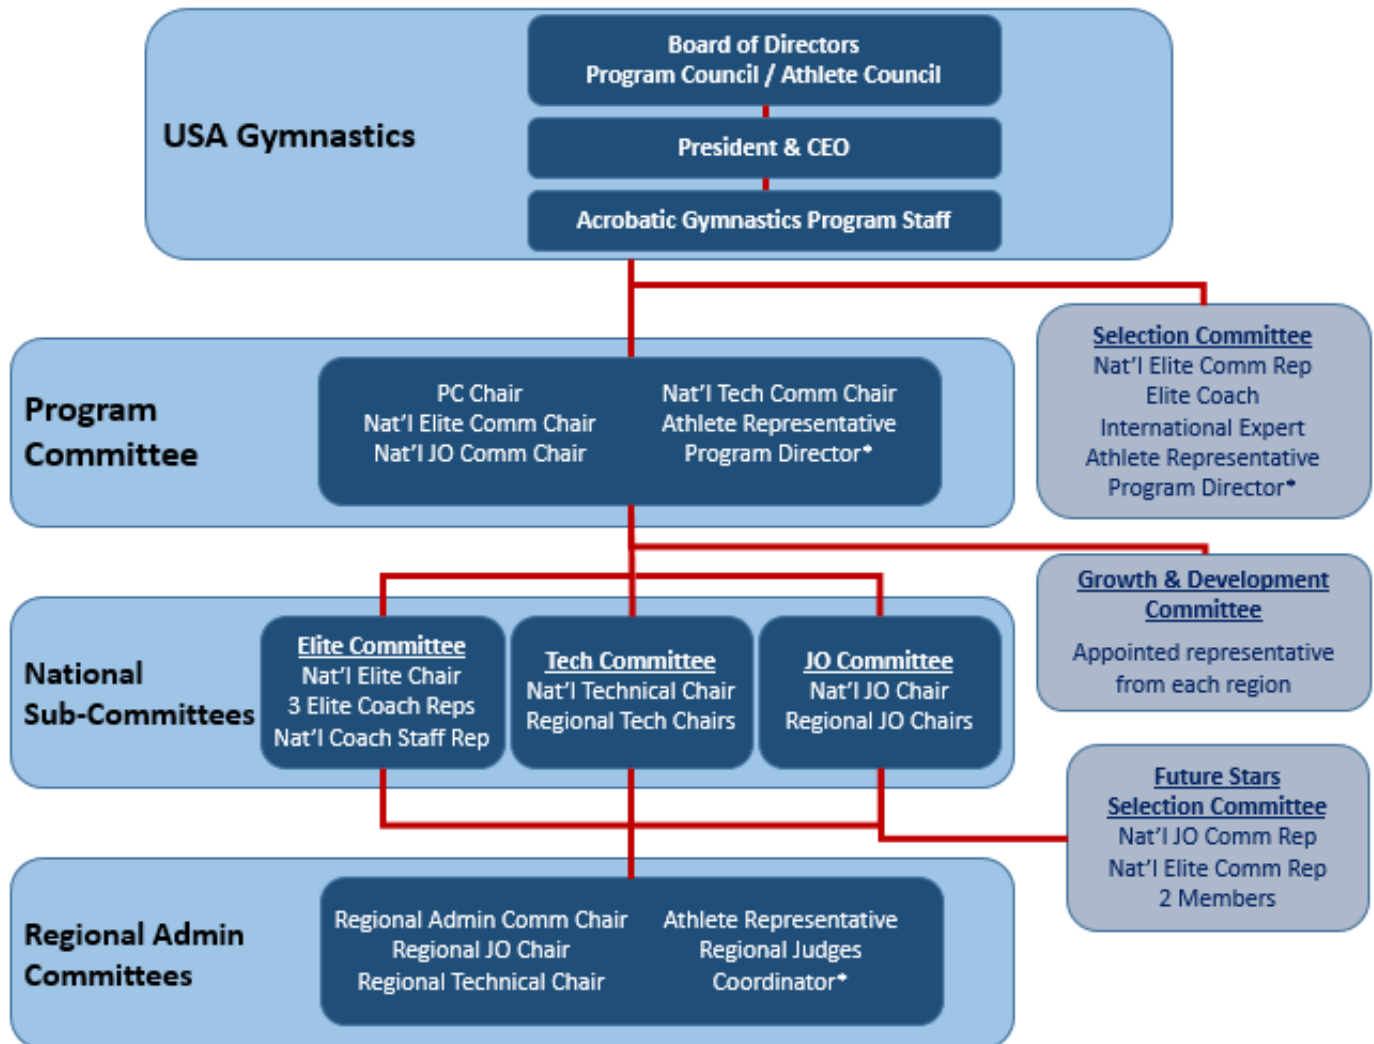 USA Gymnastics
Board of Directors
Program Council / Athlete Council
President & CEO
Acrobatic Gymnastics Program Staff
Selection Committee
Nat'l Elite Comm Rep
Elite Coach
International Expert
Athlete Representative
Program Director*
Program
Committee
PC Chair
Nat'l Elite Comm Chair
Nat'l JO Comm Chair
Nat'l Tech Comm Chair
Athlete Representative
Program Director*
Growth & Development
Committee
Appointed representative
from each region
National
Sub-Committees
Elite Committee
Nat'l Elite Chair
3 Elite Coach Reps
Nat'l Coach Staff Rep
Tech Committee
Nat'l Technical Chair
Regional Tech Chairs
JO Committee
Nat'l JO Chair
Regional JO Chairs
Future Stars
Selection Committee
Nat'l JO Comm Rep
Nat'l Elite Comm Rep
2 Members
Regional Admin
Committees
Regional Admin Comm Chair
Regional JO Chair
Regional Technical Chair
Athlete Representative
Regional Judges
Coordinator*